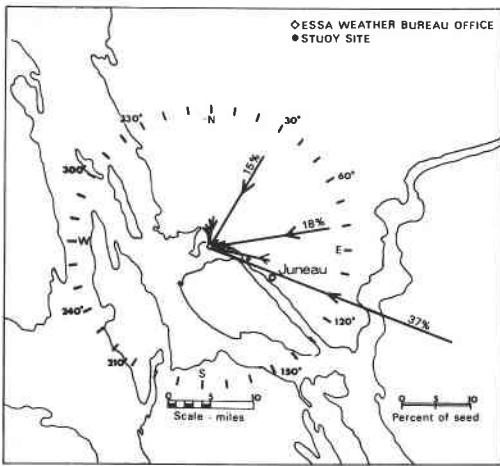 ◇ESSA WEATHER BUREAU OFFICE
●STUDY SITE
N
330°
30°
300°
15%
60°
18%
W
E
Juneau
240°
120°
37%
210°
150°
S
0 5 10
Scale - miles
0 5 10
Percent of seed